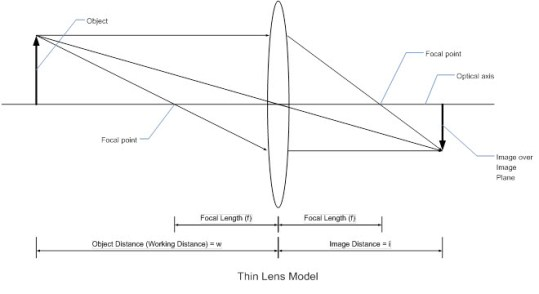 Object
Focal point
Optical axis
Focal point
Image over
Image
Plane
Focal Length (f)
Focal Length (f)
Object Distance (Working Distance) = w
Image Distance = i
Thin Lens Model